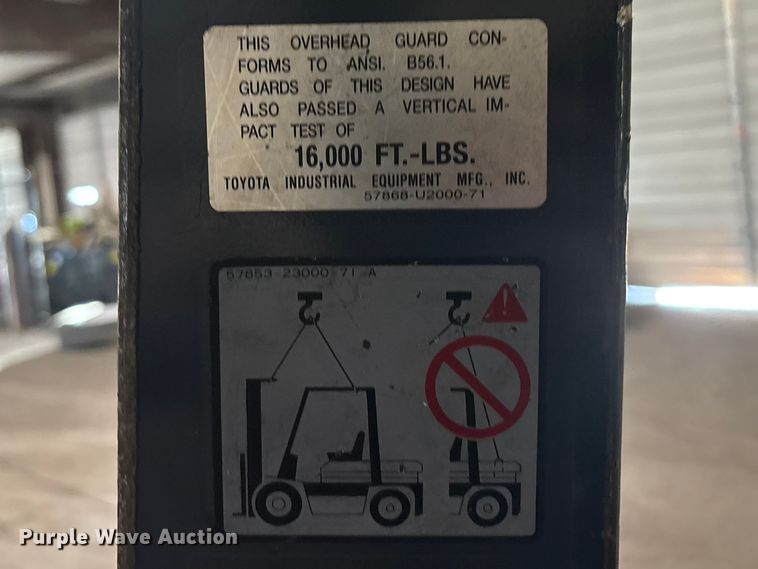 THIS OVERHEAD GUARD CON-
FORMS TO ANSI. B56.1.
GUARDS OF THIS DESIGN HAVE
ALSO PASSED A VERTICAL IM-
PACT TEST OF
16,000 FT.-LBS.
TOYOTA INDUSTRIAL EQUIPMENT MFG., INC.
57868-U2000-71
57853-23000-71 A
Purple Wave Auction